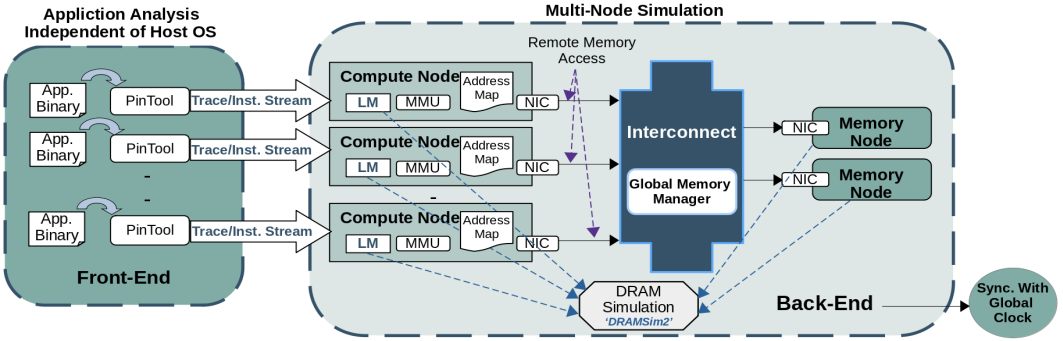 Appliction Analysis
Independent of Host OS
Multi-Node Simulation
App.
Binary
PinTool
Trace/Inst. Stream
App.
Binary
PinTool
Trace/Inst. Stream
-
-
App.
Binary
PinTool
Trace/Inst. Stream
Front-End
Remote Memory
Access
Compute Node
LM
MMU
Address
Map
NIC
Compute Node
LM
MMU
Address
Map
NIC
-
Compute Node
LM
MMU
Address
Map
NIC
Interconnect
Global Memory
Manager
NIC
Memory
Node
NIC
Memory
Node
DRAM
Simulation
‘DRAMSim2’
Back-End
Sync. With
Global
Clock